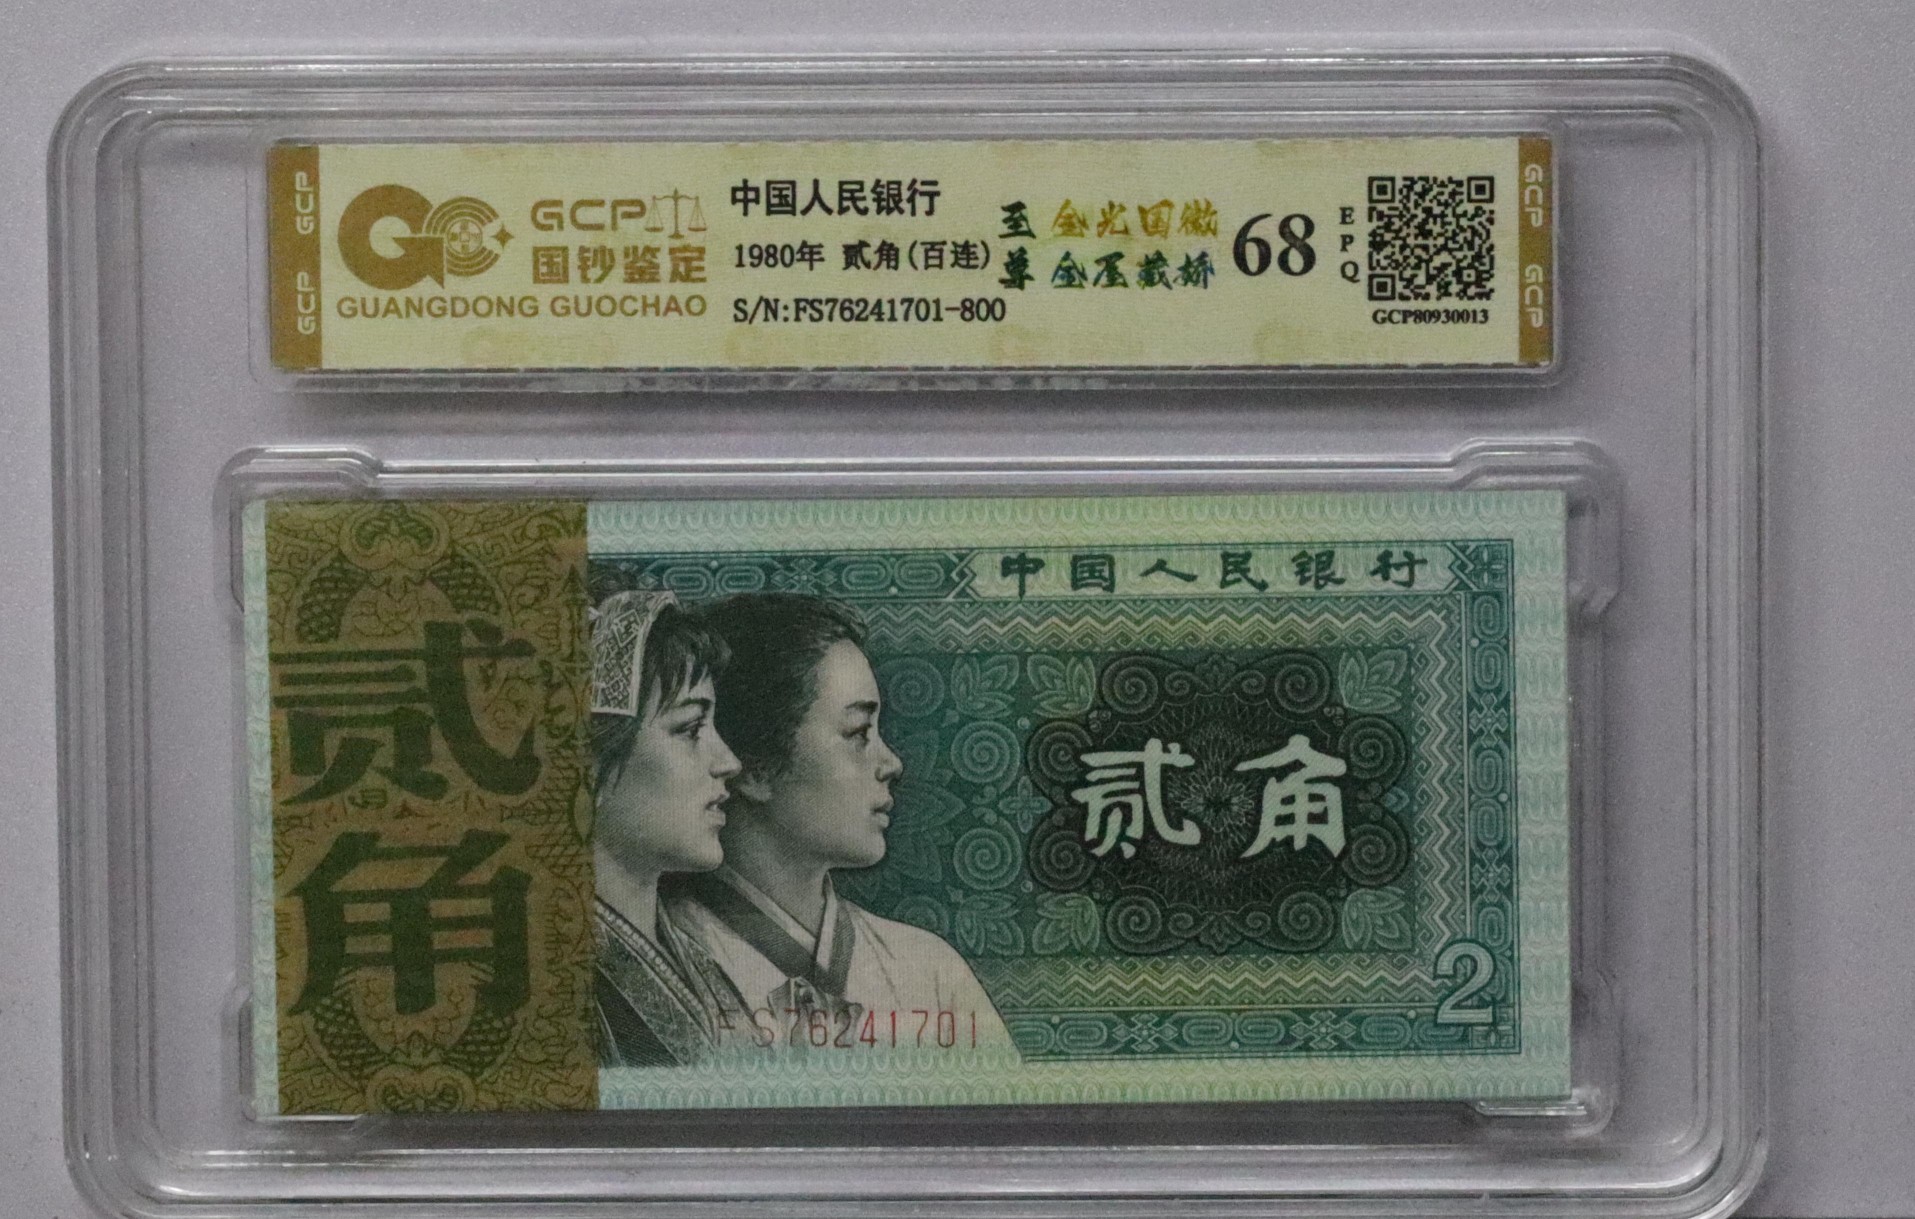 GCP
GCP
GCP
国钞鉴定
GUANGDONG GUOCHAO
中国人民银行
1980年 贰角(百连)
S/N:FS76241701-800
至尊
金光国徽
金屋藏娇
68
EPQ
GCP80930013
GCP
GCP
贰角
中国人民银行
贰角
FS76241701
2